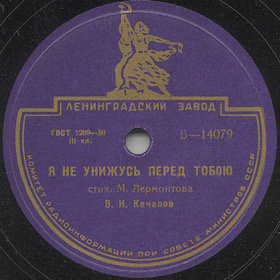 ЛЕНИНГРАДСКИЙ ЗАВОД
ГОСТ 5289—50
III кл.
В—14079
Я НЕ УНИЖУСЬ ПЕРЕД ТОБОЮ
стих. М. Лермонтова
В. И. Качалов
КОМИТЕТ РАДИОИНФОРМАЦИИ ПРИ СОВЕТЕ МИНИСТРОВ СССР